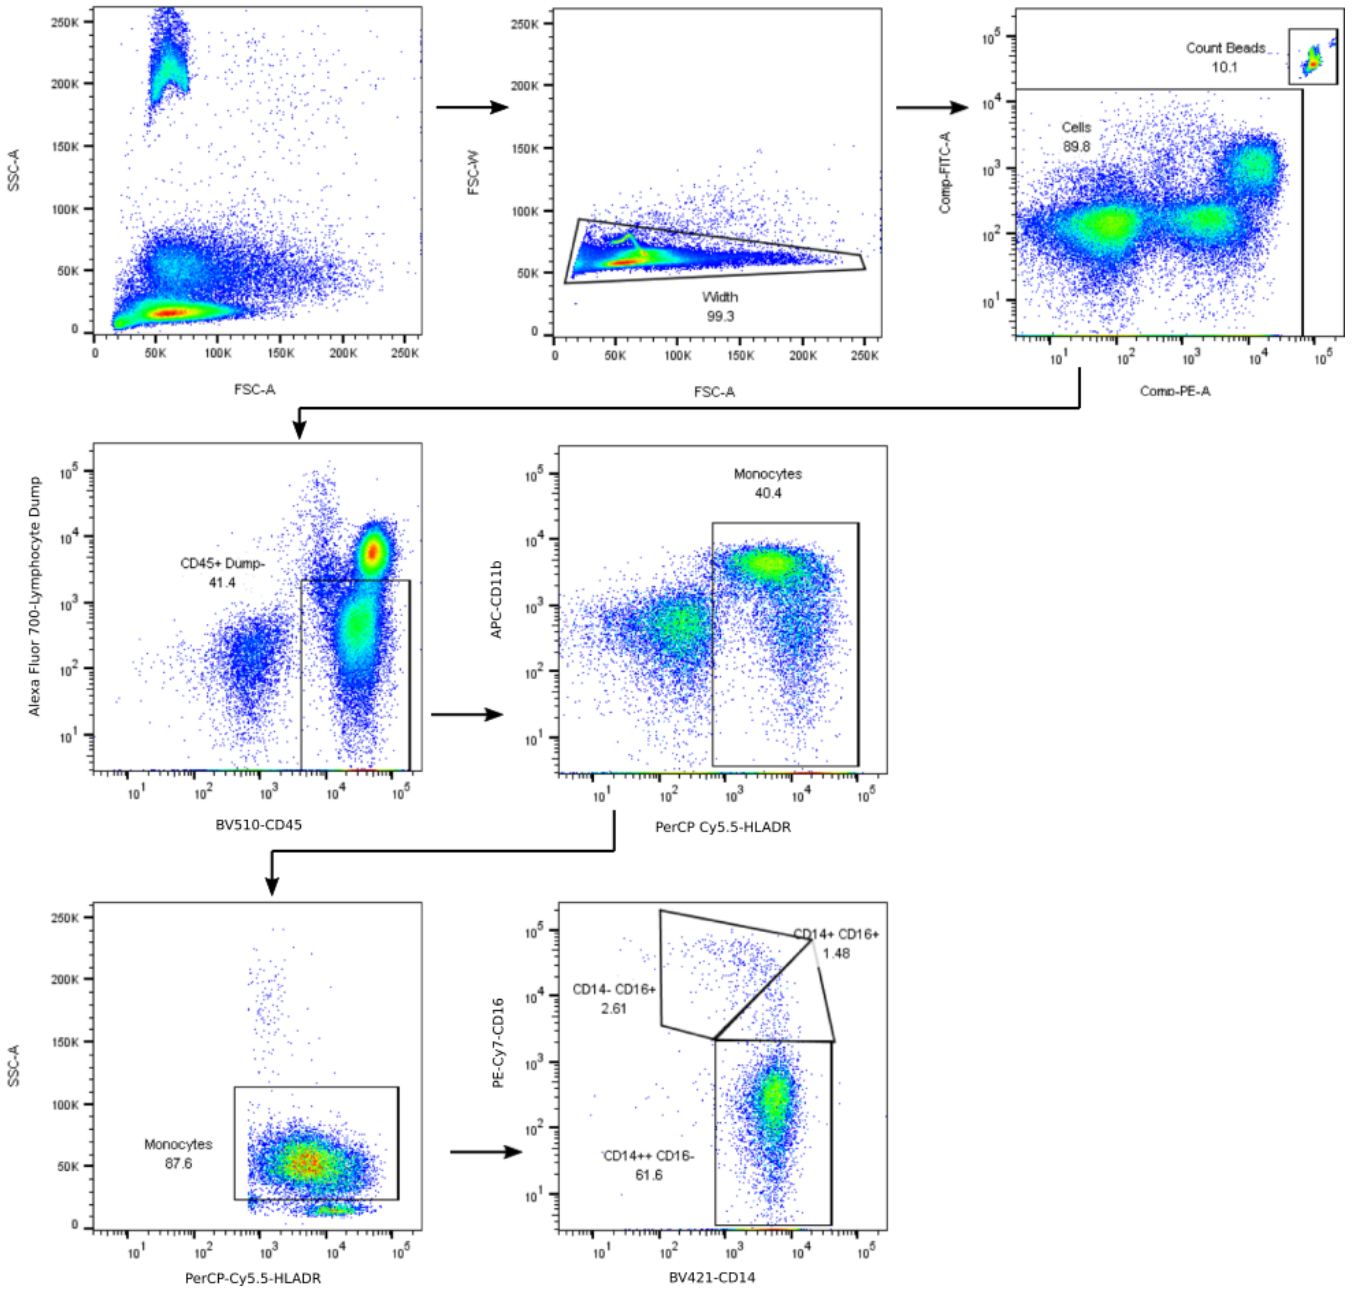 250K
200K
150K
100K
50K
0
SSC-A
0 50K 100K 150K 200K 250K
FSC-A
250K
200K
150K
100K
50K
0
FSC-W
Width
99.3
0 50K 100K 150K 200K 250K
FSC-A
10^5
10^4
10^3
10^2
10^1
Comp-FITC-A
Count Beads
10.1
Cells
89.8
10^1 10^2 10^3 10^4 10^5
Comp-PE-A
10^5
10^4
10^3
10^2
10^1
Alexa Fluor 700-Lymphocyte Dump
CD45+ Dump-
41.4
10^1 10^2 10^3 10^4 10^5
BV510-CD45
10^5
10^4
10^3
10^2
10^1
APC-CD11b
Monocytes
40.4
10^1 10^2 10^3 10^4 10^5
PerCP Cy5.5-HLADR
250K
200K
150K
100K
50K
0
SSC-A
Monocytes
87.6
10^1 10^2 10^3 10^4 10^5
PerCP-Cy5.5-HLADR
10^5
10^4
10^3
10^2
10^1
PE-Cy7-CD16
CD14+ CD16+
1.48
CD14- CD16+
2.61
CD14++ CD16-
61.6
10^1 10^2 10^3 10^4 10^5
BV421-CD14